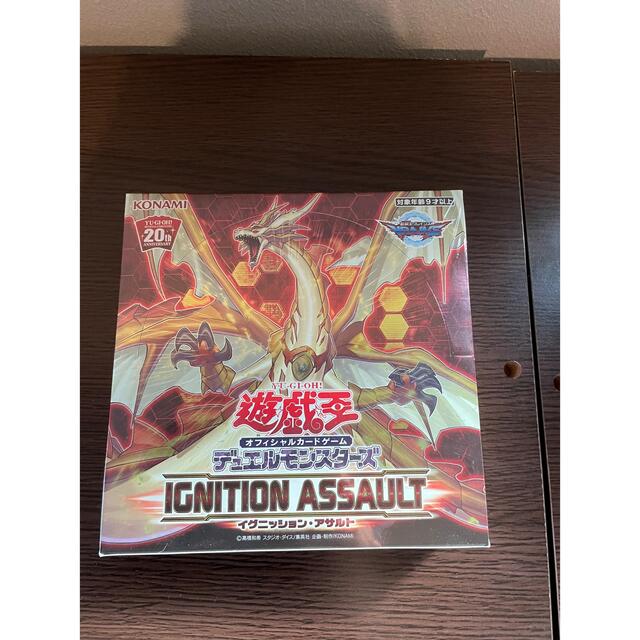 KONAMI
対象年齢9才以上
YU-GI-OH!
20th
ANNIVERSARY
VRAINS
YU-GI-OH!
遊戯王
オフィシャルカードゲーム
デュエルモンスターズ
IGNITION ASSAULT
イグニッション・アサルト
©高橋和希 スタジオ・ダイス/集英社 企画・制作/KONAMI